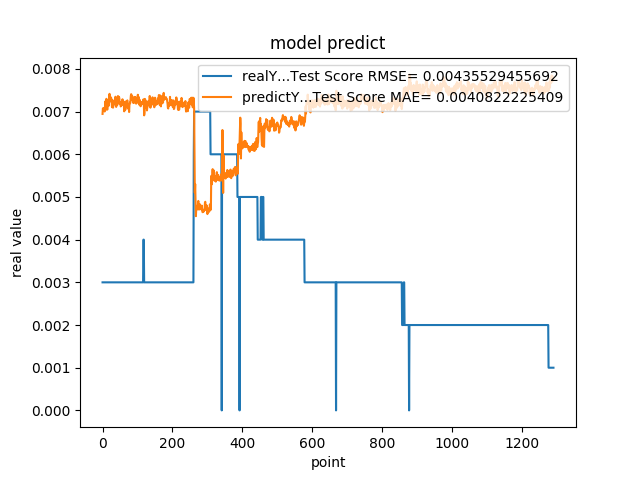 model predict
realY...Test Score RMSE= 0.00435529455692
predictY...Test Score MAE= 0.0040822225409
0.008
0.007
0.006
0.005
0.004
0.003
0.002
0.001
0.000
real value
0 200 400 600 800 1000 1200
point